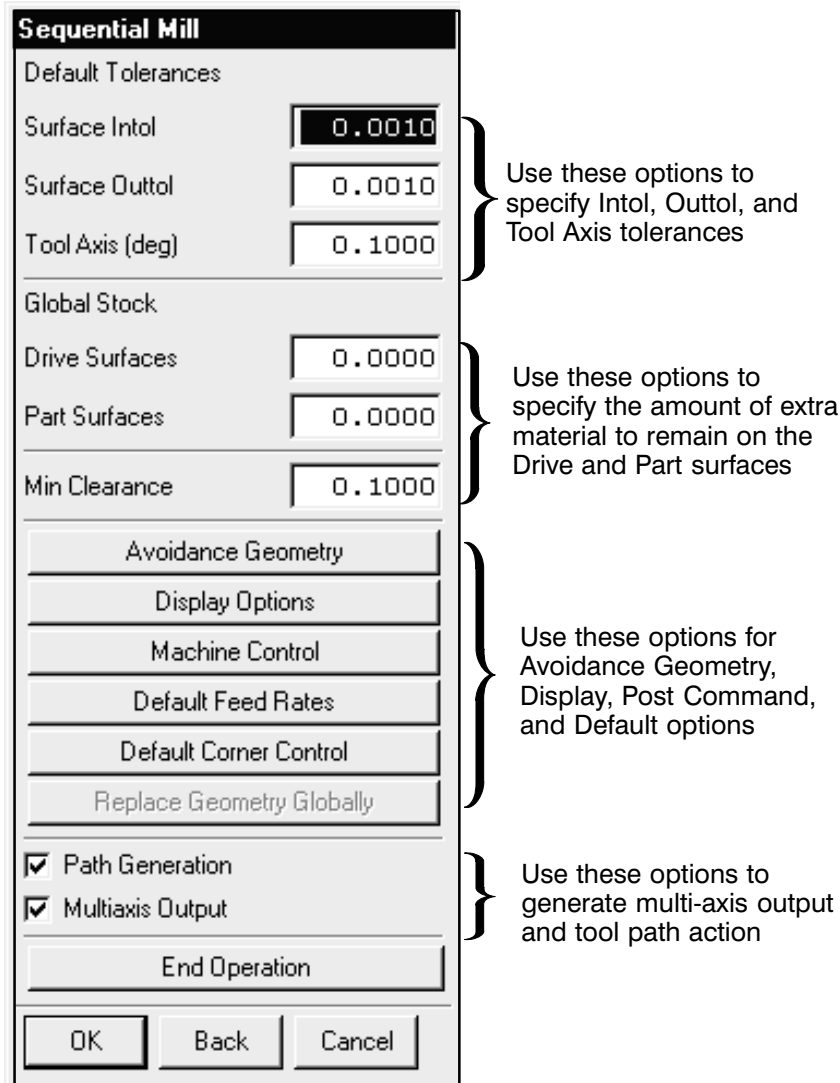 Sequential Mill
Default Tolerances
Surface Intol 0.0010
Surface Outtol 0.0010
Tool Axis (deg) 0.1000
Use these options to
specify Intol, Outtol, and
Tool Axis tolerances
Global Stock
Drive Surfaces 0.0000
Part Surfaces 0.0000
Min Clearance 0.1000
Use these options to
specify the amount of extra
material to remain on the
Drive and Part surfaces
Avoidance Geometry
Display Options
Machine Control
Default Feed Rates
Default Corner Control
Replace Geometry Globally
Use these options for
Avoidance Geometry,
Display, Post Command,
and Default options
Path Generation
Multiaxis Output
Use these options to
generate multi-axis output
and tool path action
End Operation
OK Back Cancel